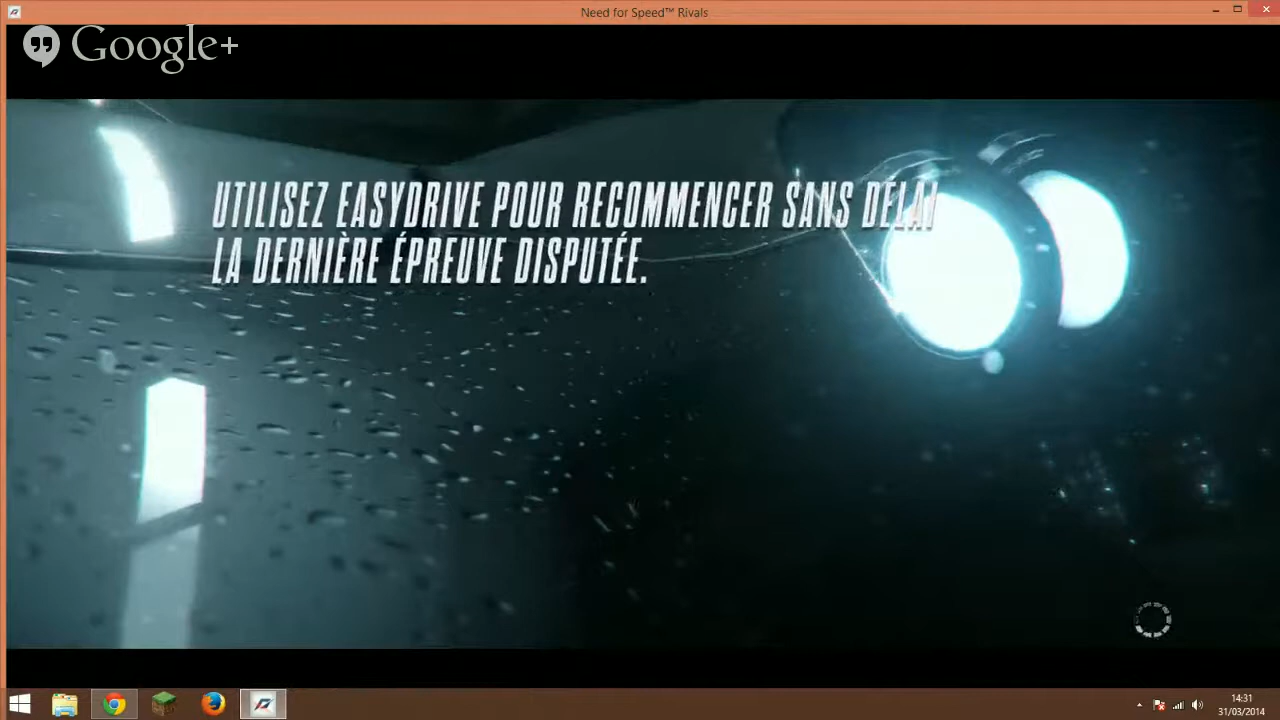 Need for Speed™ Rivals
Google+
UTILISEZ EASYDRIVE POUR RECOMMENCER SANS DÉLAI
LA DERNIÈRE ÉPREUVE DISPUTÉE.
14:31
31/03/2014